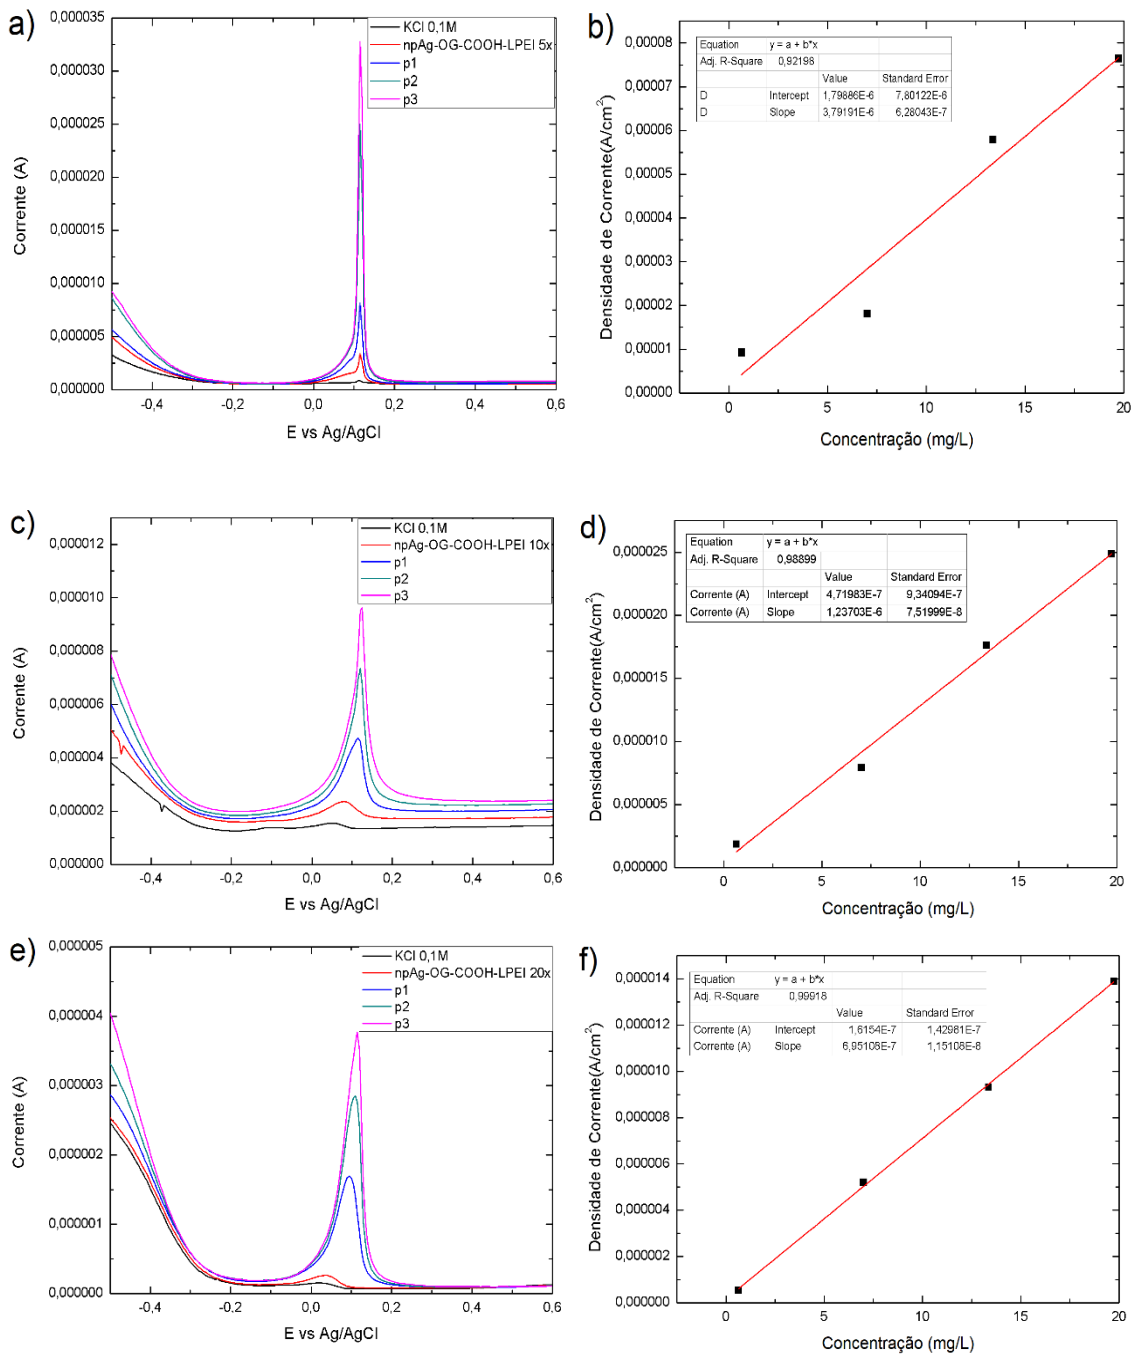 a)
KCl 0,1M
npAg-OG-COOH-LPEI 5x
p1
p2
p3
0,000035
0,000030
0,000025
0,000020
0,000015
0,000010
0,000005
0,000000
Corrente (A)
-0,4 -0,2 0,0 0,2 0,4 0,6
E vs Ag/AgCl
b)
Equation y = a + b*x
Adj. R-Square 0,92198
Value Standard Error
D Intercept 1,79886E-6 7,80122E-6
D Slope 3,79191E-6 6,28043E-7
0,00008
0,00007
0,00006
0,00005
0,00004
0,00003
0,00002
0,00001
0,00000
Densidade de Corrente(A/cm²)
0 5 10 15 20
Concentração (mg/L)
c)
KCl 0,1M
npAg-OG-COOH-LPEI 10x
p1
p2
p3
0,000012
0,000010
0,000008
0,000006
0,000004
0,000002
0,000000
Corrente (A)
-0,4 -0,2 0,0 0,2 0,4 0,6
E vs Ag/AgCl
d)
Equation y = a + b*x
Adj. R-Square 0,98899
Value Standard Error
Corrente (A) Intercept 4,71983E-7 9,34094E-7
Corrente (A) Slope 1,23703E-6 7,51999E-8
0,000025
0,000020
0,000015
0,000010
0,000005
0,000000
Densidade de Corrente(A/cm²)
0 5 10 15 20
Concentração (mg/L)
e)
KCl 0,1M
npAg-OG-COOH-LPEI 20x
p1
p2
p3
0,000005
0,000004
0,000003
0,000002
0,000001
0,000000
Corrente (A)
-0,4 -0,2 0,0 0,2 0,4 0,6
E vs Ag/AgCl
f)
Equation y = a + b*x
Adj. R-Square 0,99918
Value Standard Error
Corrente (A) Intercept 1,6154E-7 1,42981E-7
Corrente (A) Slope 6,95108E-7 1,15108E-8
0,000014
0,000012
0,000010
0,000008
0,000006
0,000004
0,000002
0,000000
Densidade de Corrente(A/cm²)
0 5 10 15 20
Concentração (mg/L)